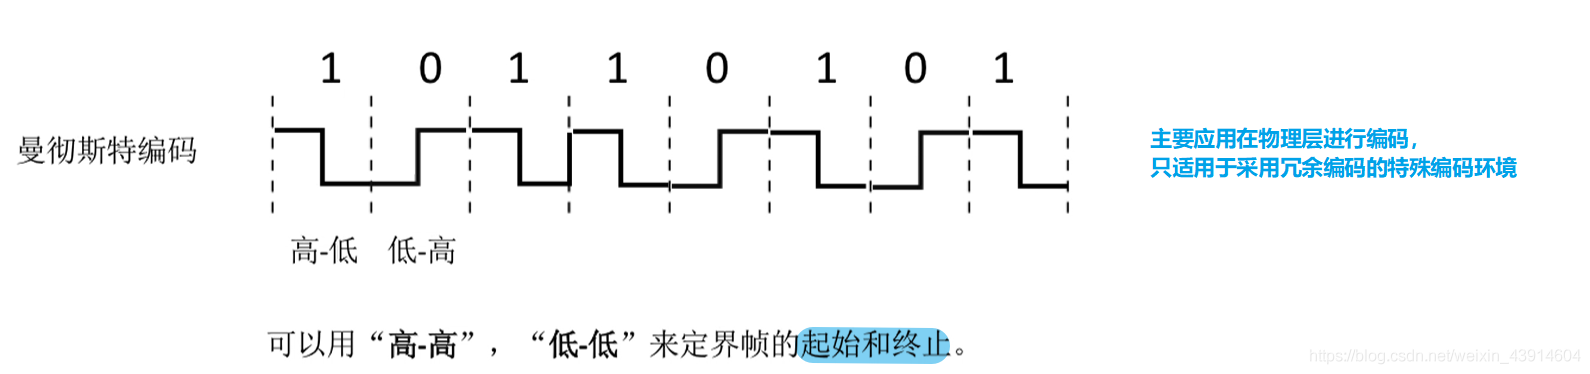 1 0 1 1 0 1 0 1
曼彻斯特编码
主要应用在物理层进行编码，
只适用于采用冗余编码的特殊编码环境
高-低 低-高
可以用“高-高”，“低-低”来定界帧的起始和终止。
https://blog.csdn.net/weixin_43914604